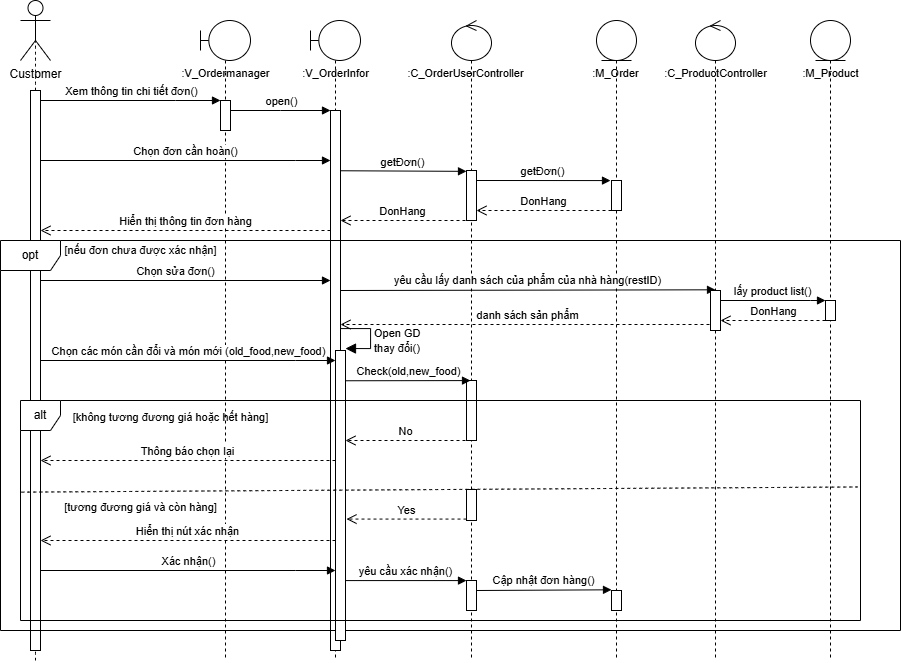 Customer
:V_Ordermanager
:V_OrderInfor
:C_OrderUserController
:M_Order
:C_ProductController
:M_Product
Xem thông tin chi tiết đơn()
open()
Chọn đơn cần hoàn()
getĐơn()
getĐơn()
DonHang
DonHang
Hiển thị thông tin đơn hàng
opt
[nếu đơn chưa được xác nhận]
Chọn sửa đơn()
yêu cầu lấy danh sách của phẩm của nhà hàng(restID)
lấy product list()
DonHang
danh sách sản phẩm
Open GD
thay đổi()
Chọn các món cần đổi và món mới (old_food,new_food)
Check(old,new_food)
alt
[không tương đương giá hoặc hết hàng]
No
Thông báo chọn lại
[tương đương giá và còn hàng]
Yes
Hiển thị nút xác nhận
Xác nhận()
yêu cầu xác nhận()
Cập nhật đơn hàng()